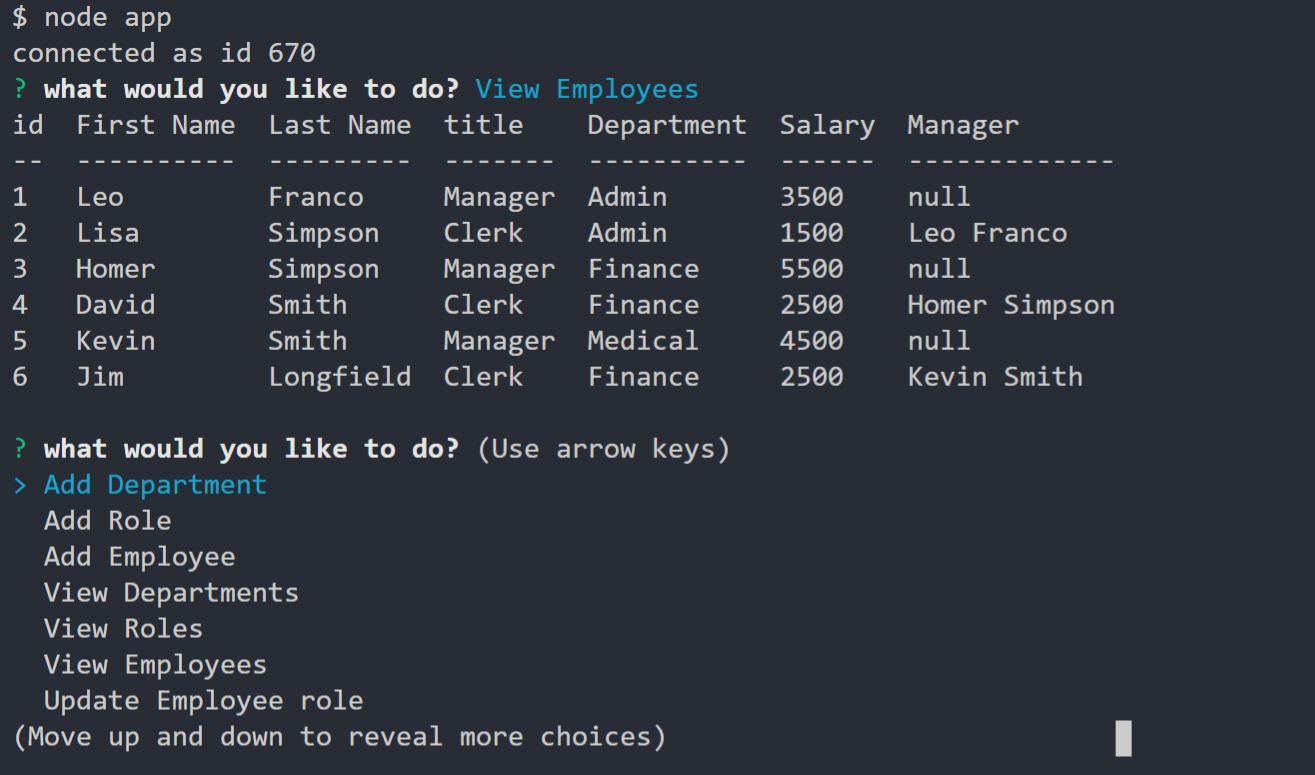 $ node app
connected as id 670
? what would you like to do? View Employees
id  First Name  Last Name  title    Department  Salary  Manager
--  ----------  ---------  -------  ----------  ------  -------------
1   Leo         Franco     Manager  Admin       3500    null
2   Lisa        Simpson    Clerk    Admin       1500    Leo Franco
3   Homer       Simpson    Manager  Finance     5500    null
4   David       Smith      Clerk    Finance     2500    Homer Simpson
5   Kevin       Smith      Manager  Medical     4500    null
6   Jim         Longfield  Clerk    Finance     2500    Kevin Smith
? what would you like to do? (Use arrow keys)
> Add Department
  Add Role
  Add Employee
  View Departments
  View Roles
  View Employees
  Update Employee role
(Move up and down to reveal more choices)